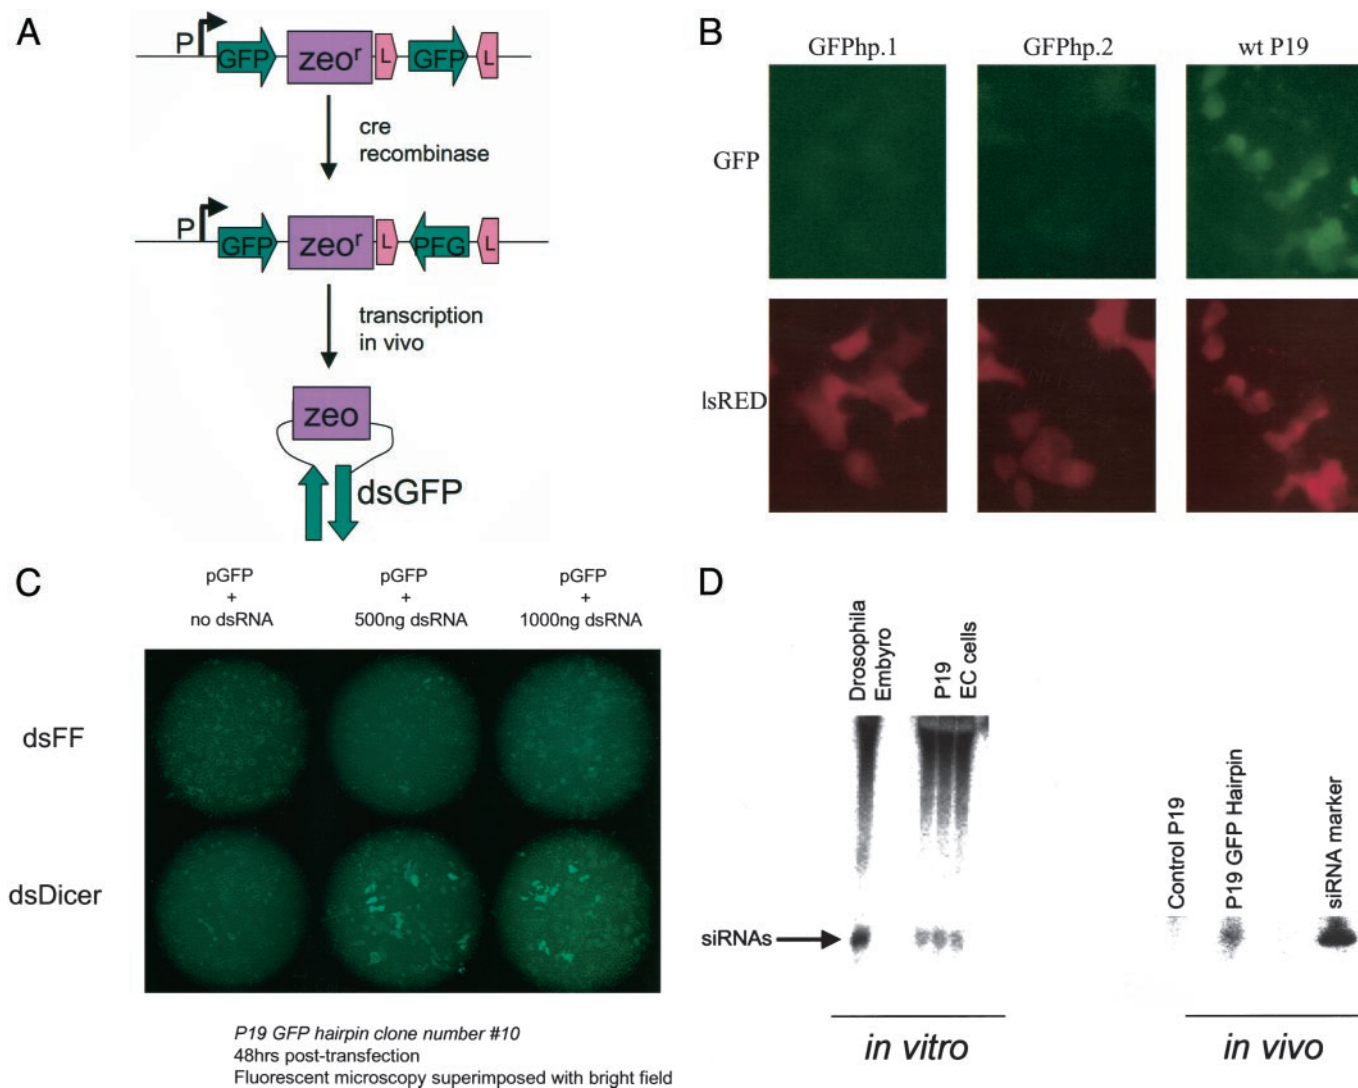 A
P
GFP
zeoʳ
L
GFP
L
cre
recombinase
P
GFP
zeoʳ
L
PFG
L
transcription
in vivo
zeo
dsGFP
B
GFPhp.1
GFPhp.2
wt P19
GFP
lsRED
C
pGFP
+
no dsRNA
pGFP
+
500ng dsRNA
pGFP
+
1000ng dsRNA
dsFF
dsDicer
P19 GFP hairpin clone number #10
48hrs post-transfection
Fluorescent microscopy superimposed with bright field
D
Drosophila
Embyro
P19
EC cells
Control P19
P19 GFP Hairpin
siRNA marker
siRNAs
in vitro
in vivo